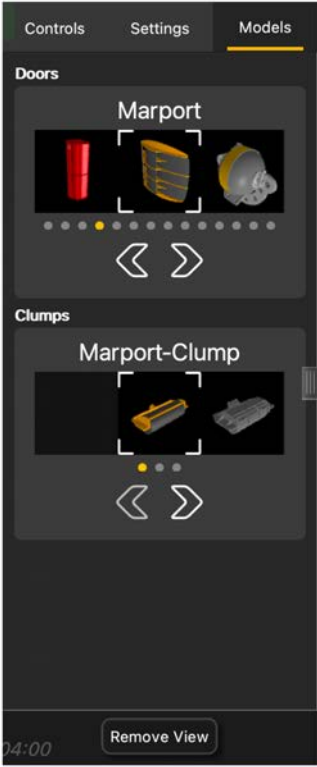 Controls Settings Models
Doors
Marport
Clumps
Marport-Clump
04:00 Remove View